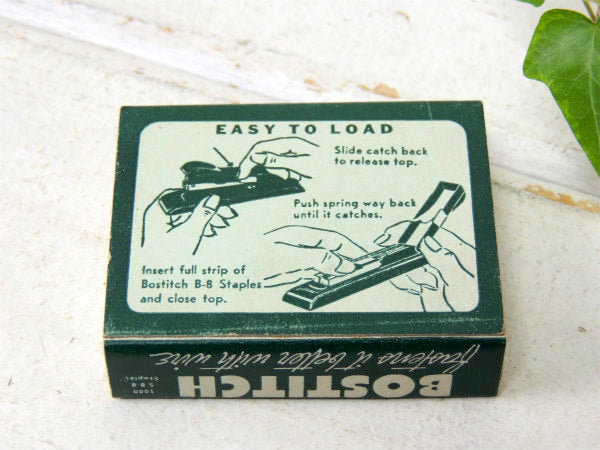 EASY TO LOAD
Slide catch back
to release top.
Push spring way back
until it catches.
Insert full strip of
Bostitch B-8 Staples
and close top.
BOSTITCH
fastens it better with wire
1000
S B-8
Staples